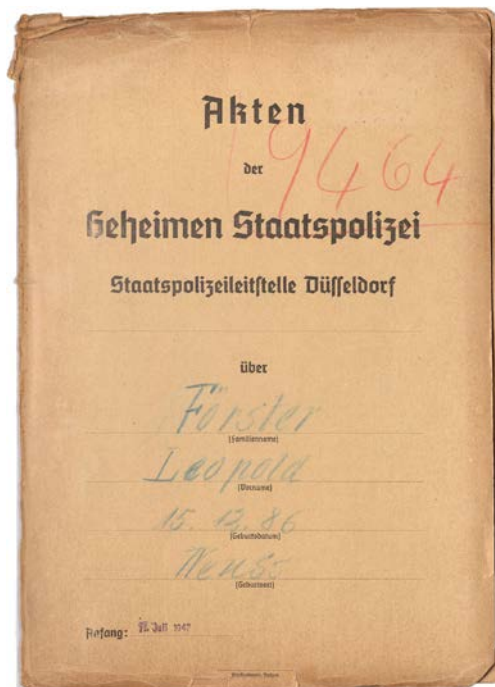 Akten
9464
der
Geheimen Staatspolizei
Staatspolizeileitſtelle Düſſeldorf
über
Förster
(Familienname)
Leopold
(Vorname)
15. 12. 86
(Geburtsdatum)
Neuss
(Geburtsort)
Anfang: Juli